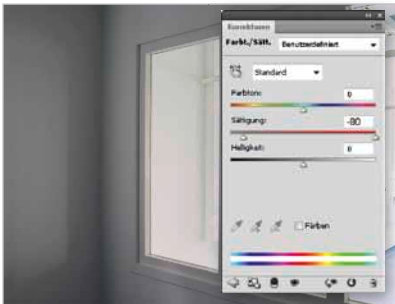 Korrekturen
Farbt./Sätt. Benutzerdefiniert
Standard
Farbton: 0
Sättigung: -80
Helligkeit: 0
Färben